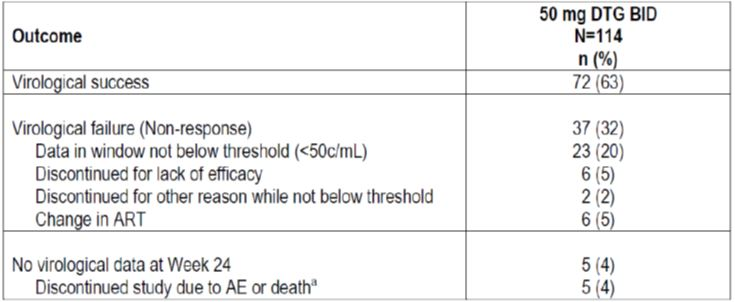 Outcome
50 mg DTG BID
N=114
n (%)
Virological success 72 (63)
Virological failure (Non-response) 37 (32)
Data in window not below threshold (<50c/mL) 23 (20)
Discontinued for lack of efficacy 6 (5)
Discontinued for other reason while not below threshold 2 (2)
Change in ART 6 (5)
No virological data at Week 24 5 (4)
Discontinued study due to AE or deathᵃ 5 (4)